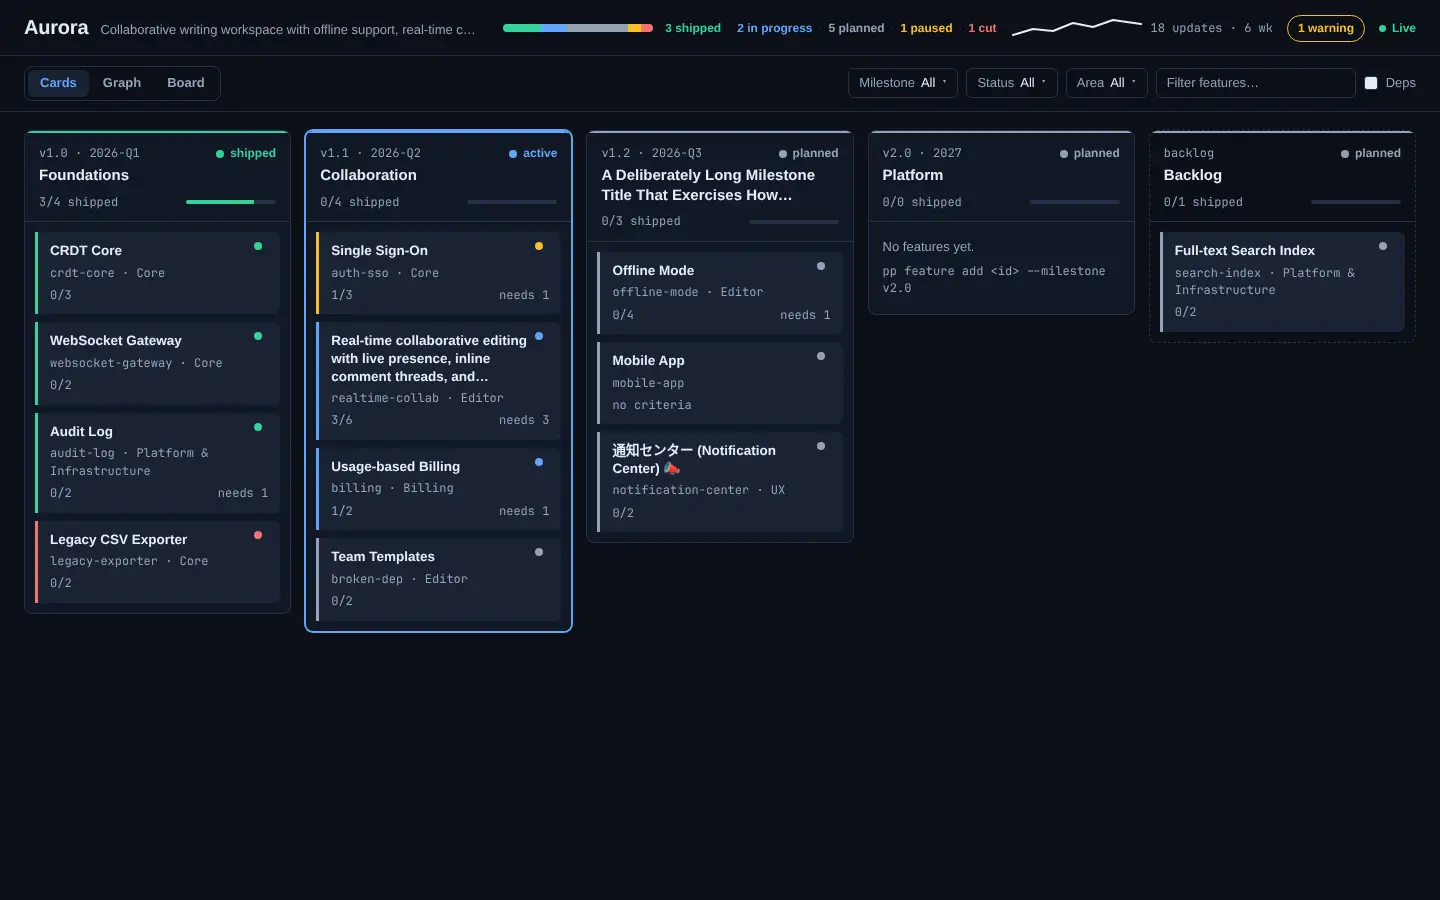 Aurora Collaborative writing workspace with offline support, real-time c… 3 shipped 2 in progress 5 planned 1 paused 1 cut 18 updates · 6 wk 1 warning Live
Cards Graph Board Milestone All Status All Area All Filter features… Deps
v1.0 · 2026-Q1 shipped
Foundations
3/4 shipped
CRDT Core
crdt-core · Core
0/3
WebSocket Gateway
websocket-gateway · Core
0/2
Audit Log
audit-log · Platform &
Infrastructure
0/2 needs 1
Legacy CSV Exporter
legacy-exporter · Core
0/2
v1.1 · 2026-Q2 active
Collaboration
0/4 shipped
Single Sign-On
auth-sso · Core
1/3 needs 1
Real-time collaborative editing
with live presence, inline
comment threads, and…
realtime-collab · Editor
3/6 needs 3
Usage-based Billing
billing · Billing
1/2 needs 1
Team Templates
broken-dep · Editor
0/2
v1.2 · 2026-Q3 planned
A Deliberately Long Milestone
Title That Exercises How…
0/3 shipped
Offline Mode
offline-mode · Editor
0/4 needs 1
Mobile App
mobile-app
no criteria
通知センター (Notification
Center) 📣
notification-center · UX
0/2
v2.0 · 2027 planned
Platform
0/0 shipped
No features yet.
pp feature add <id> --milestone
v2.0
backlog planned
Backlog
0/1 shipped
Full-text Search Index
search-index · Platform &
Infrastructure
0/2